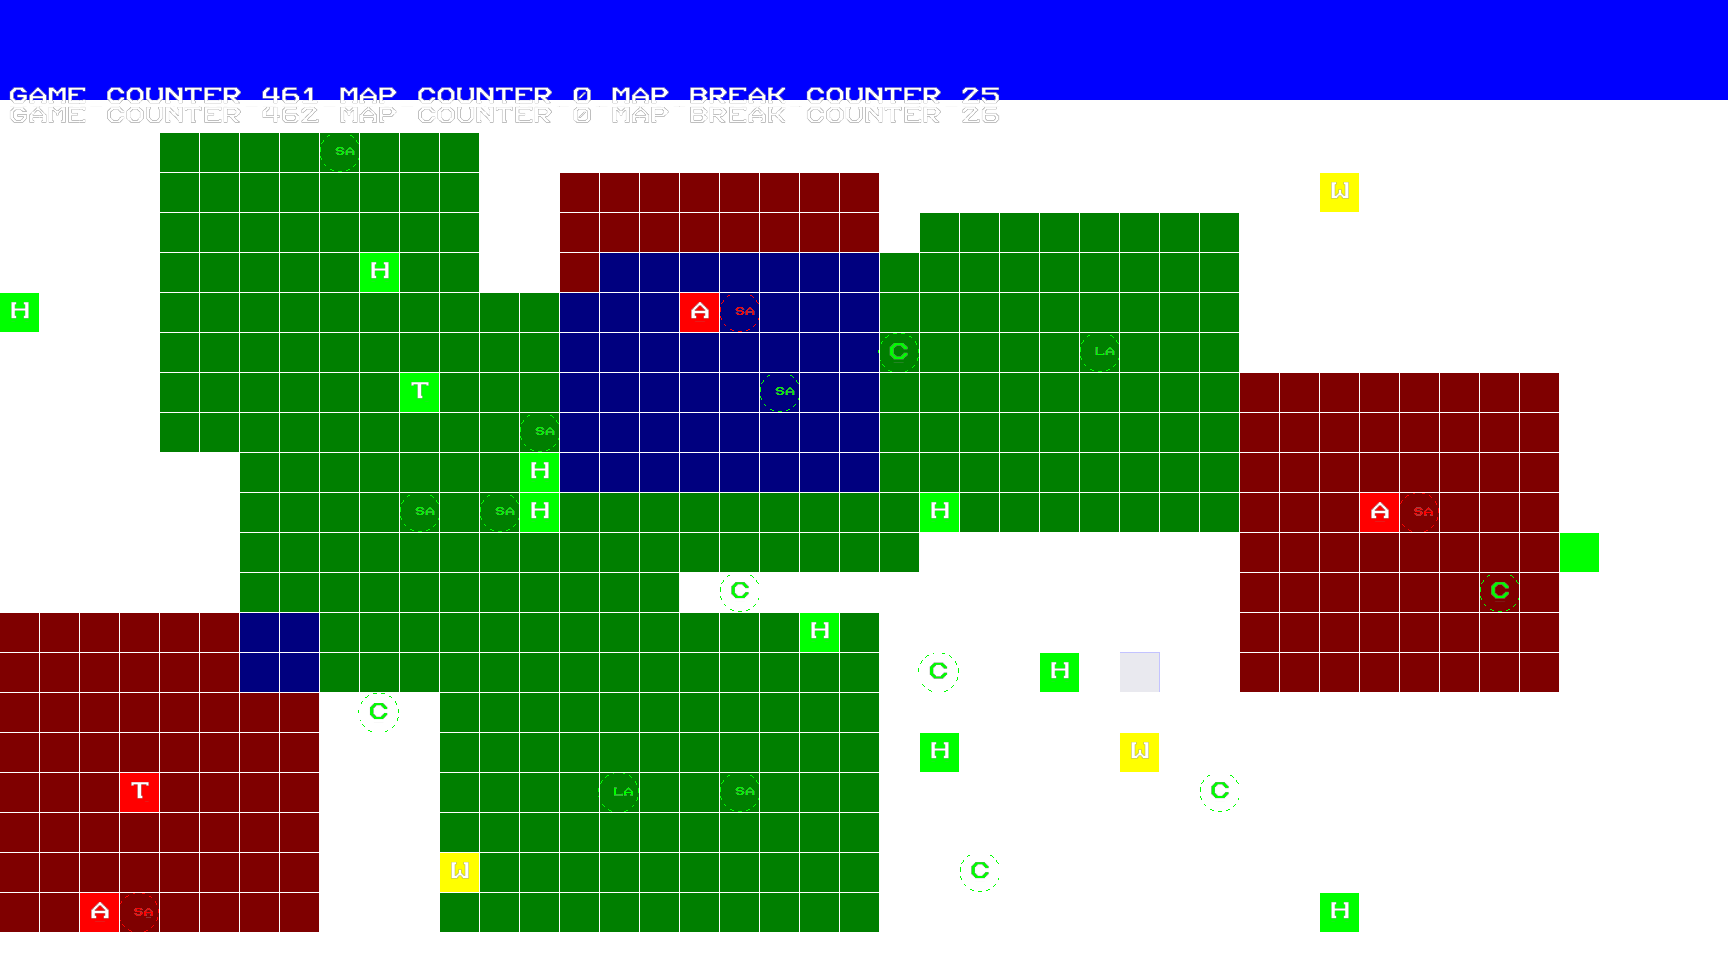 GAME COUNTER 461 MAP COUNTER 0 MAP BREAK COUNTER 25
GAME COUNTER 462 MAP COUNTER 0 MAP BREAK COUNTER 26
SA
W
H
H
A SA
C LA
T SA
SA
H
SA SA H H A SA
C C
H
C H
C
H W
T LA SA C
W C
A SA H